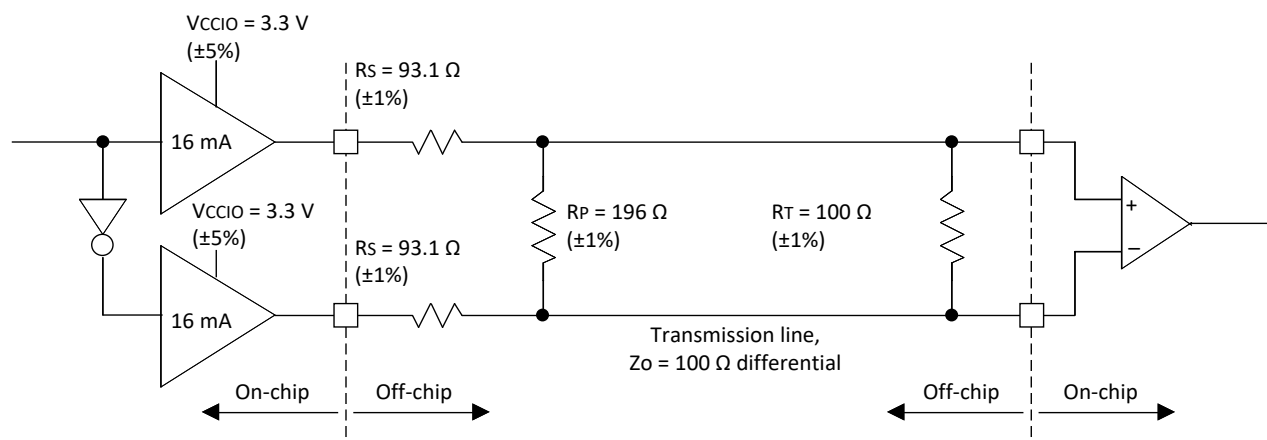 VCCIO = 3.3 V
(±5%)
RS = 93.1 Ω
(±1%)
16 mA
VCCIO = 3.3 V
(±5%)
RP = 196 Ω
(±1%)
RT = 100 Ω
(±1%)
+
−
RS = 93.1 Ω
(±1%)
16 mA
Transmission line,
Zo = 100 Ω differential
On-chip
Off-chip
Off-chip
On-chip